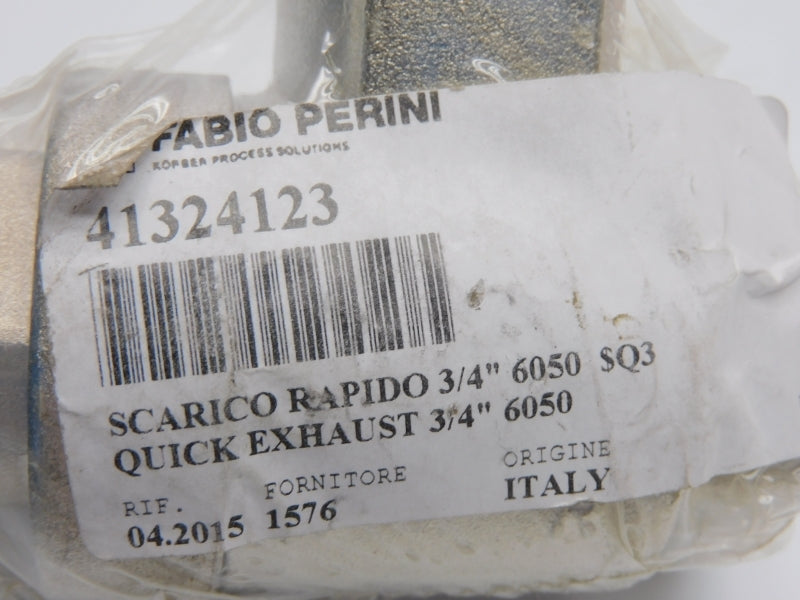 FABIO PERINI
KÖRBER PROCESS SOLUTIONS
41324123
SCARICO RAPIDO 3/4" 6050 SQ3
QUICK EXHAUST 3/4" 6050
RIF. FORNITORE ORIGINE
04.2015 1576 ITALY